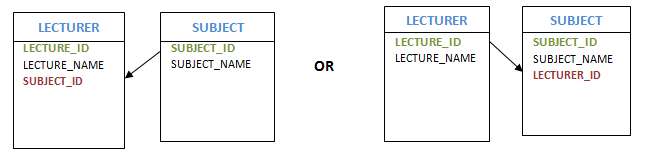 LECTURER
LECTURE_ID
LECTURE_NAME
SUBJECT_ID
SUBJECT
SUBJECT_ID
SUBJECT_NAME
OR
LECTURER
LECTURE_ID
LECTURE_NAME
SUBJECT
SUBJECT_ID
SUBJECT_NAME
LECTURER_ID